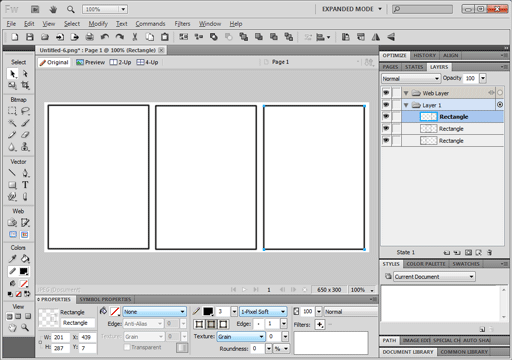 Fw 100% EXPANDED MODE
File Edit View Select Modify Text Commands Filters Window Help
Untitled-6.png* : Page 1 @ 100% (Rectangle)
Original Preview 2-Up 4-Up Page 1
Select
Bitmap
Vector
Web
Colors
View
OPTIMIZE HISTORY ALIGN
PAGES STATES LAYERS
Normal Opacity 100
Web Layer
Layer 1
Rectangle
Rectangle
Rectangle
State 1
STYLES COLOR PALETTE SWATCHES
Current Document
PATH IMAGE EDIT SPECIAL CH AUTO SHA
DOCUMENT LIBRARY COMMON LIBRARY
1 650 x 300 100%
PROPERTIES SYMBOL PROPERTIES
Rectangle
Rectangle
W: 201 X: 439
H: 287 Y: 7
None
Edge: Anti-Alias 0
Texture: Grain 0
Transparent
3 1-Pixel Soft
Edge: 1
Texture: Grain 0
Roundness: 0 %
100 Normal
Filters: